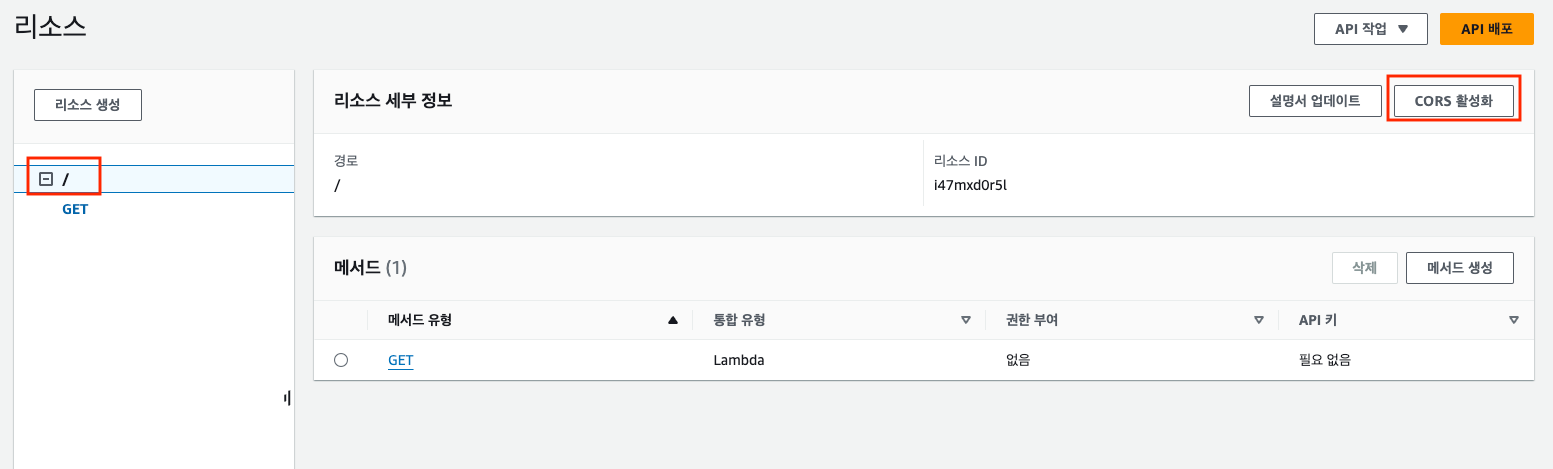 리소스
API 작업
API 배포
리소스 생성
/
GET
리소스 세부 정보
설명서 업데이트
CORS 활성화
경로
/
리소스 ID
i47mxd0r5l
메서드 (1)
삭제
메서드 생성
메서드 유형 통합 유형 권한 부여 API 키
GET Lambda 없음 필요 없음